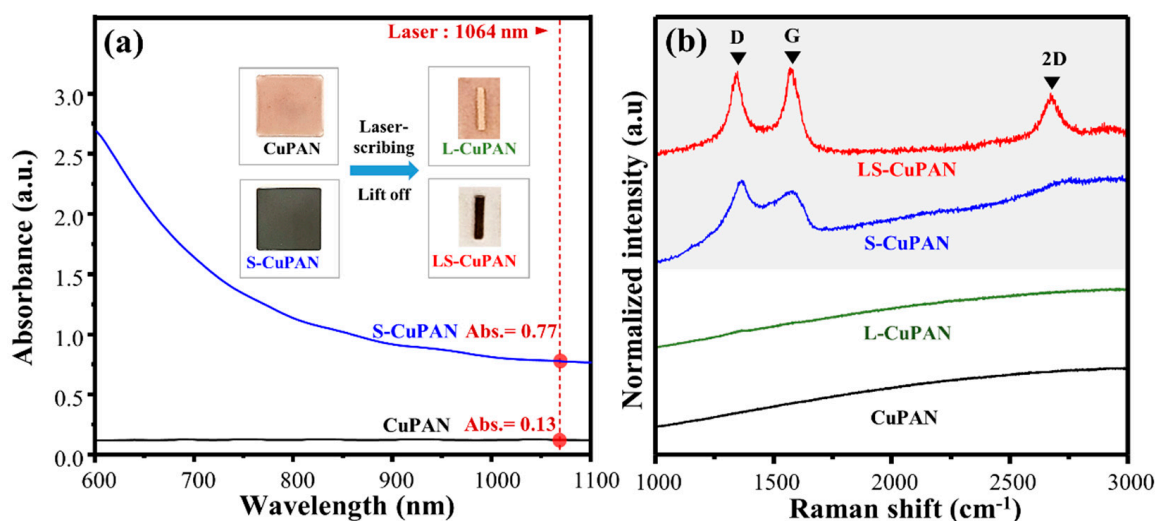 (a)
Laser : 1064 nm
Absorbance (a.u.)
3.0
2.5
2.0
1.5
1.0
0.5
0.0
CuPAN
Laser-
scribing
Lift off
L-CuPAN
S-CuPAN
LS-CuPAN
S-CuPAN Abs.= 0.77
CuPAN Abs.= 0.13
600 700 800 900 1000 1100
Wavelength (nm)
(b)
D G 2D
Normalized intensity (a.u)
LS-CuPAN
S-CuPAN
L-CuPAN
CuPAN
1000 1500 2000 2500 3000
Raman shift (cm⁻¹)